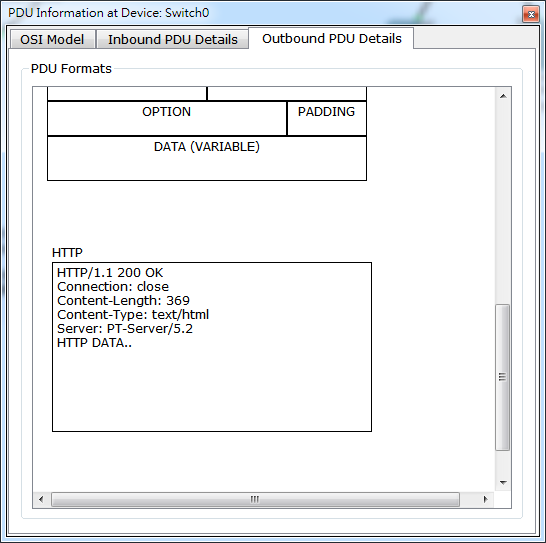 PDU Information at Device: Switch0
OSI Model
Inbound PDU Details
Outbound PDU Details
PDU Formats
OPTION
PADDING
DATA (VARIABLE)
HTTP
HTTP/1.1 200 OK
Connection: close
Content-Length: 369
Content-Type: text/html
Server: PT-Server/5.2
HTTP DATA..